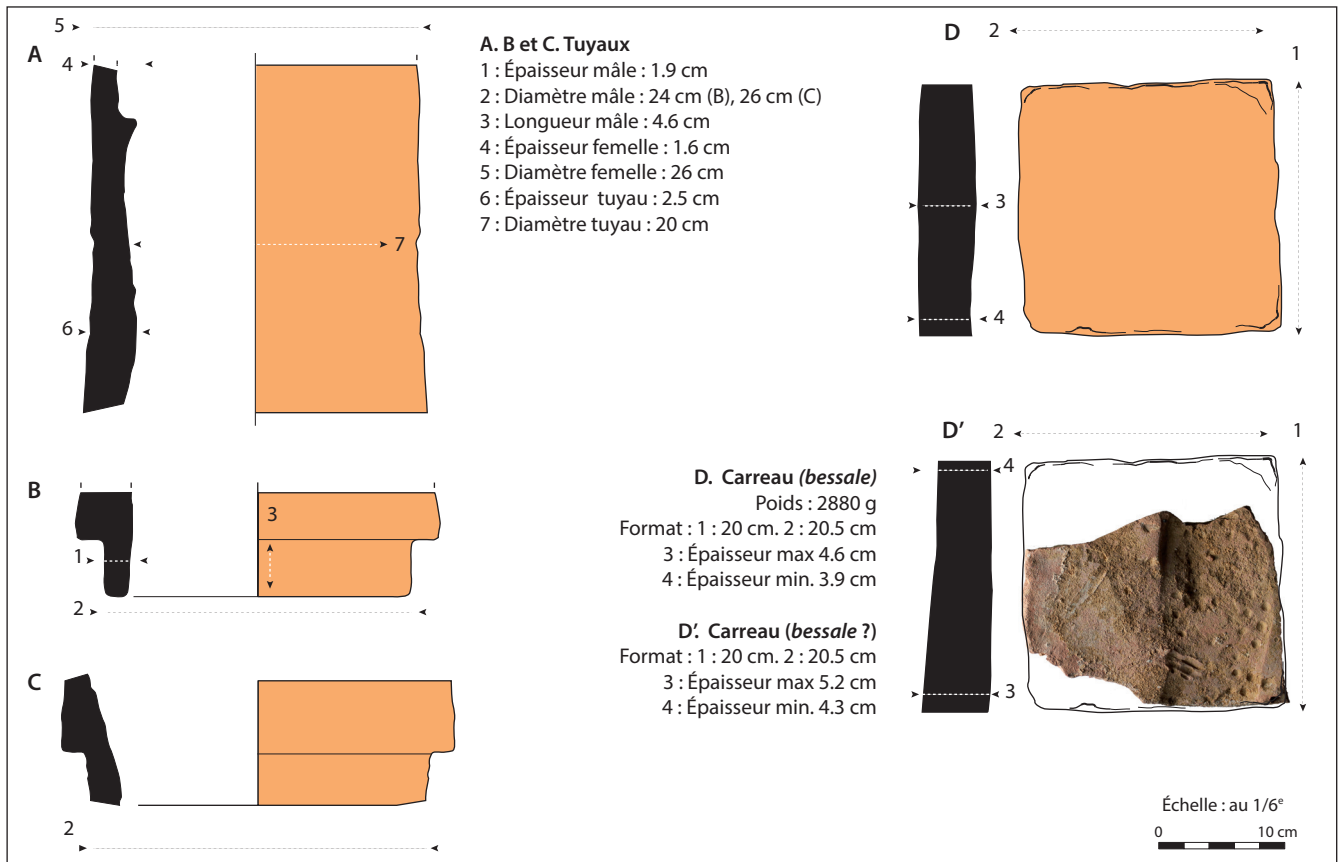 5
A
4
7
6
A. B et C. Tuyaux
1 : Épaisseur mâle : 1.9 cm
2 : Diamètre mâle : 24 cm (B), 26 cm (C)
3 : Longueur mâle : 4.6 cm
4 : Épaisseur femelle : 1.6 cm
5 : Diamètre femelle : 26 cm
6 : Épaisseur tuyau : 2.5 cm
7 : Diamètre tuyau : 20 cm
D
2
1
3
4
B
3
1
2
C
2
D. Carreau (bessale)
Poids : 2880 g
Format : 1 : 20 cm. 2 : 20.5 cm
3 : Épaisseur max 4.6 cm
4 : Épaisseur min. 3.9 cm
D'. Carreau (bessale ?)
Format : 1 : 20 cm. 2 : 20.5 cm
3 : Épaisseur max 5.2 cm
4 : Épaisseur min. 4.3 cm
D'
2
1
4
3
Échelle : au 1/6e
0 10 cm